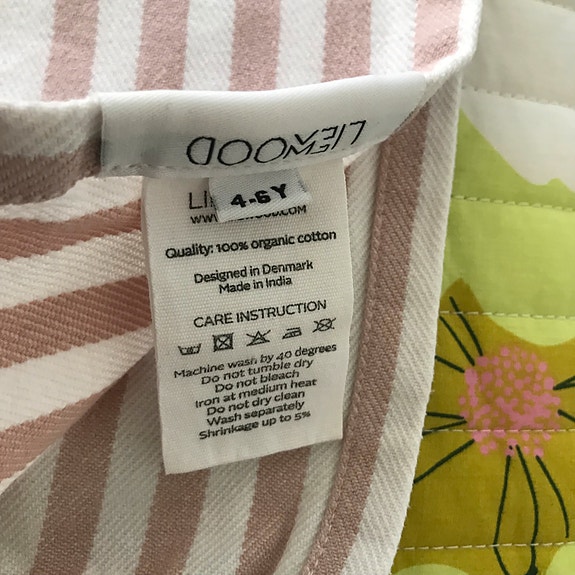 LIEWOOD
4-6Y
Quality: 100% organic cotton
Designed in Denmark
Made in India
CARE INSTRUCTION
Machine wash by 40 degrees
Do not tumble dry
Do not bleach
Iron at medium heat
Do not dry clean
Wash separately
Shrinkage up to 5%